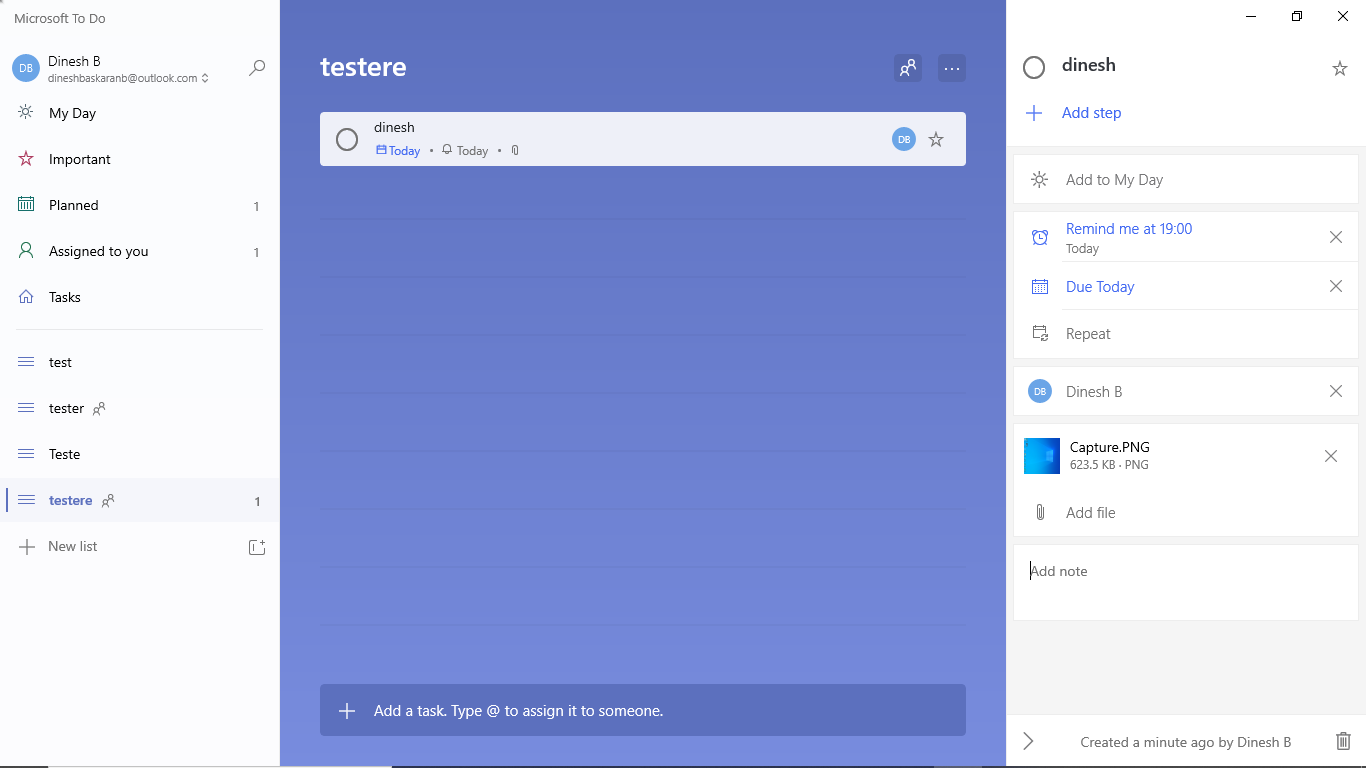 Microsoft To Do
DB
Dinesh B
dineshbaskaranb@outlook.com
My Day
Important
Planned 1
Assigned to you 1
Tasks
test
tester
Teste
testere 1
New list
testere
dinesh
Today • Today •
DB
Add a task. Type @ to assign it to someone.
dinesh
Add step
Add to My Day
Remind me at 19:00
Today
Due Today
Repeat
DB Dinesh B
Capture.PNG
623.5 KB · PNG
Add file
Add note
Created a minute ago by Dinesh B